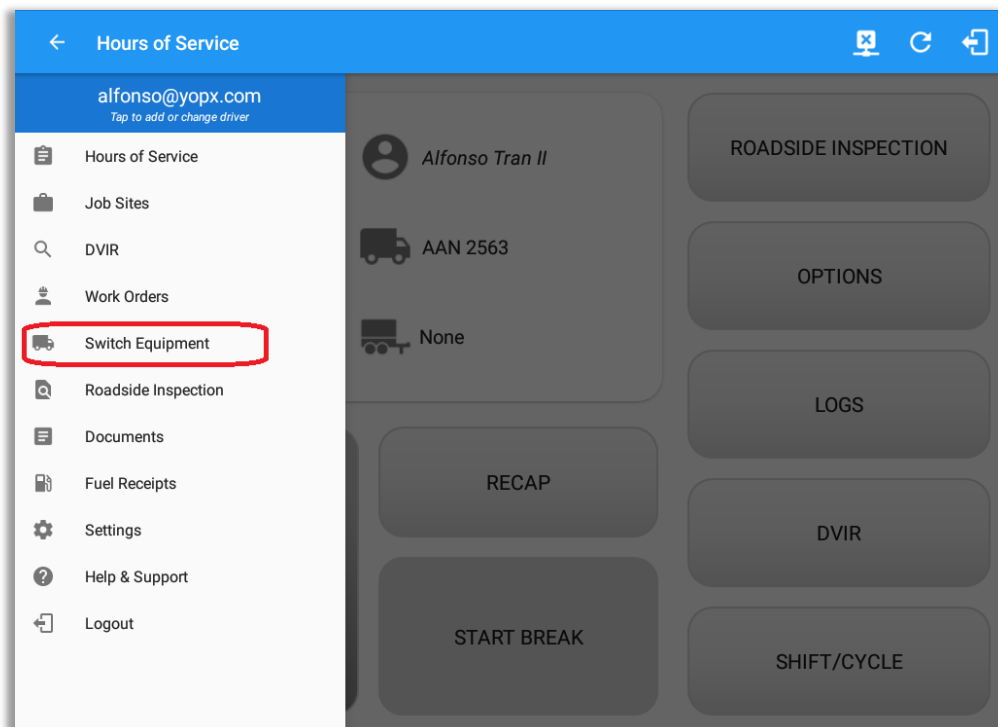 Hours of Service
alfonso@yopx.com
Tap to add or change driver
Hours of Service
Job Sites
DVIR
Work Orders
Switch Equipment
Roadside Inspection
Documents
Fuel Receipts
Settings
Help & Support
Logout
Alfonso Tran II
AAN 2563
None
RECAP
START BREAK
ROADSIDE INSPECTION
OPTIONS
LOGS
DVIR
SHIFT/CYCLE